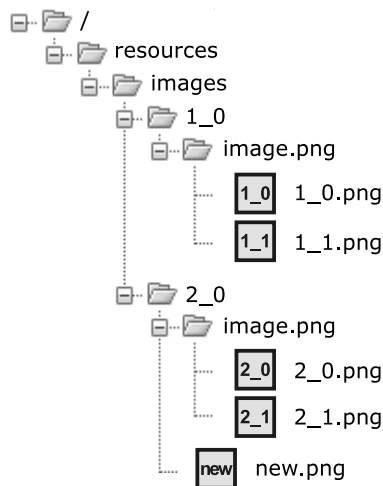 /
resources
images
1_0
image.png
1_0 1_0.png
1_1 1_1.png
2_0
image.png
2_0 2_0.png
2_1 2_1.png
new new.png